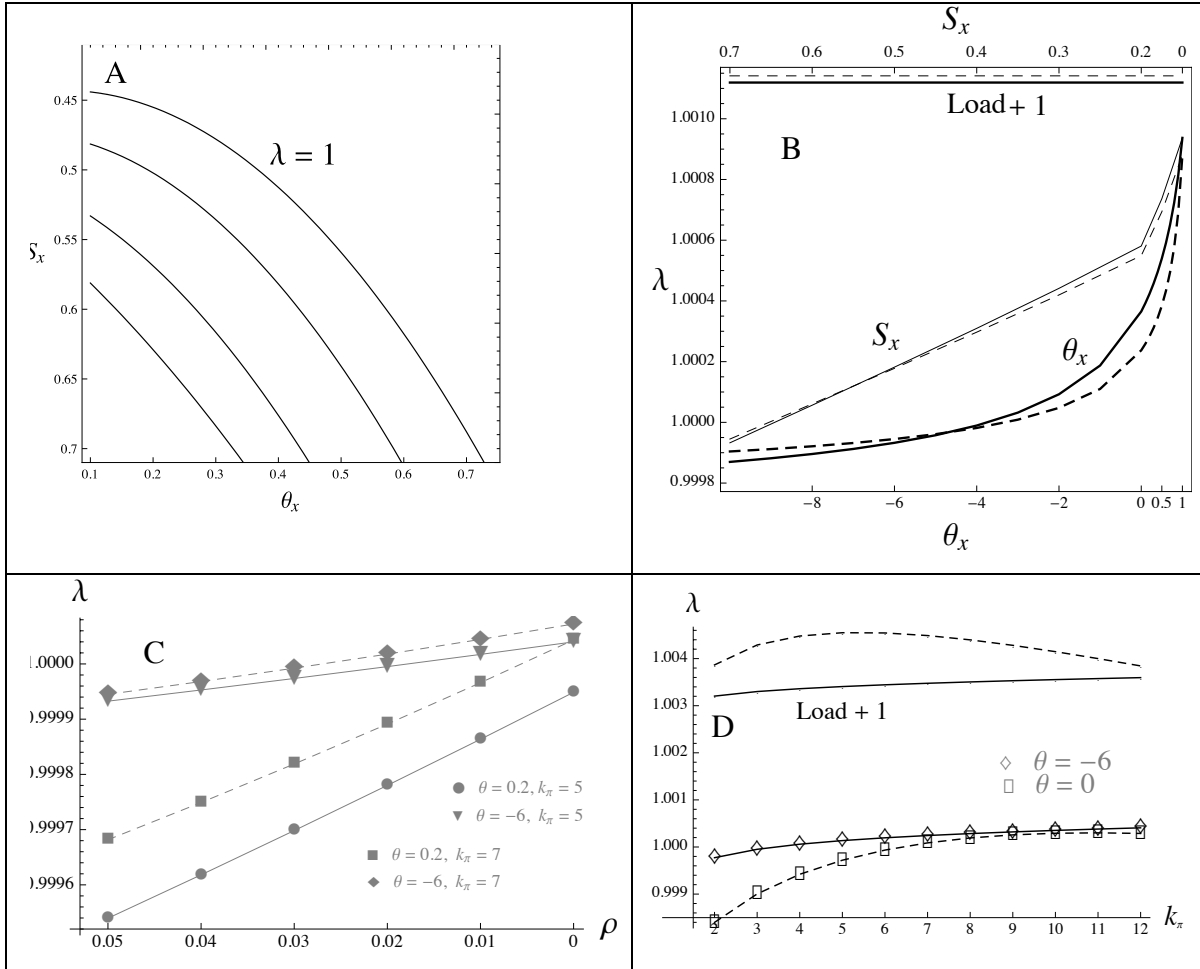 A
0.45
0.5
λ = 1
0.55
S_x
0.6
0.65
0.7
0.1 0.2 0.3 0.4 0.5 0.6 0.7
θ_x
S_x
0.7 0.6 0.5 0.4 0.3 0.2 0
Load + 1
1.0010
B
1.0008
1.0006
λ
1.0004
S_x
θ_x
1.0002
1.0000
0.9998
−8 −6 −4 −2 0 0.5 1
θ_x
λ
C
1.0000
0.9999
0.9998
θ = 0.2, k_π = 5
θ = −6, k_π = 5
0.9997
θ = 0.2, k_π = 7
θ = −6, k_π = 7
0.9996
0.05 0.04 0.03 0.02 0.01 0
ρ
λ
1.004
1.003
Load + 1
D
1.002
θ = −6
θ = 0
1.001
1.000
0.999
2 3 4 5 6 7 8 9 10 11 12
k_π